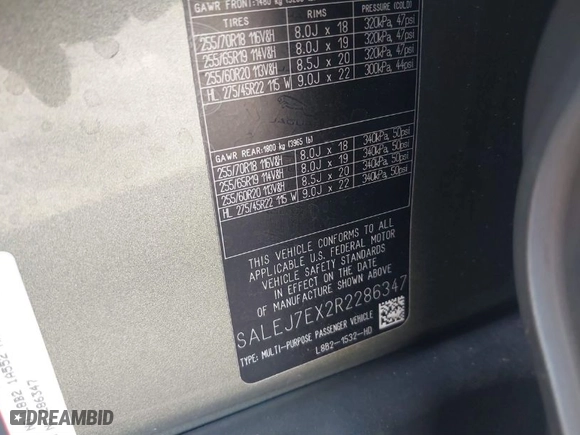 GAWR FRONT: 1480 kg
TIRES RIMS PRESSURE (COLD)
255/70R18 116V&H 8.0J x 18 320kPa, 47psi
255/65R19 114V&H 8.0J x 19 320kPa, 47psi
255/60R20 113V&H 8.5J x 20 320kPa, 47psi
HL 275/45R22 115 W 9.0J x 22 300kPa, 44psi
GAWR REAR: 1800 kg (3965 lb)
255/70R18 116V&H 8.0J x 18 340kPa, 50psi
255/65R19 114V&H 8.0J x 19 340kPa, 50psi
255/60R20 113V&H 8.5J x 20 340kPa, 50psi
HL 275/45R22 115 W 9.0J x 22 340kPa, 50psi
THIS VEHICLE CONFORMS TO ALL
APPLICABLE U.S. FEDERAL MOTOR
VEHICLE SAFETY STANDARDS
IN EFFECT ON THE DATE
OF MANUFACTURE SHOWN ABOVE
SALEJ7EX2R2286347
TYPE: MULTI-PURPOSE PASSENGER VEHICLE
L8B2-1532-HD
86347
DREAMBID